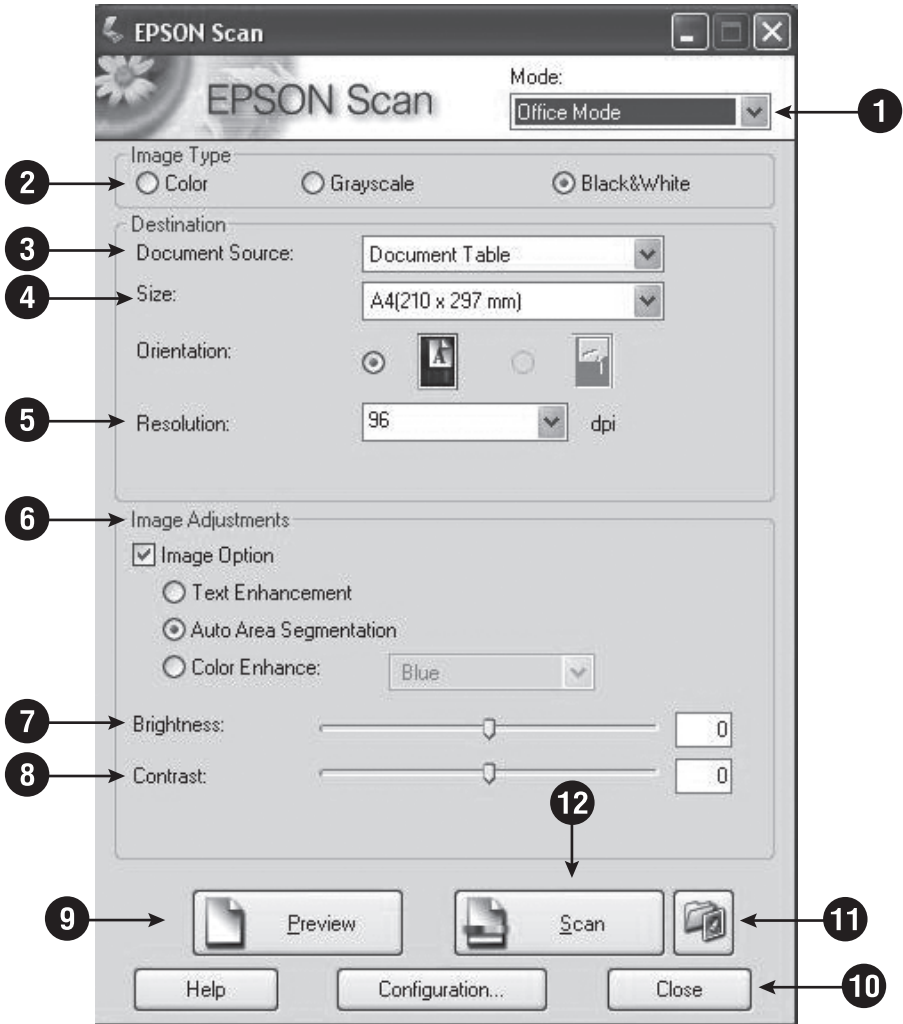 EPSON Scan
EPSON Scan
Mode:
Office Mode
1
Image Type
2
Color
Grayscale
Black&White
Destination
3
Document Source:
Document Table
4
Size:
A4(210 x 297 mm)
Orientation:
A
5
Resolution:
96
dpi
6
Image Adjustments
Image Option
Text Enhancement
Auto Area Segmentation
Color Enhance:
Blue
7
Brightness:
0
8
Contrast:
0
12
9
Preview
Scan
11
Help
Configuration...
Close
10